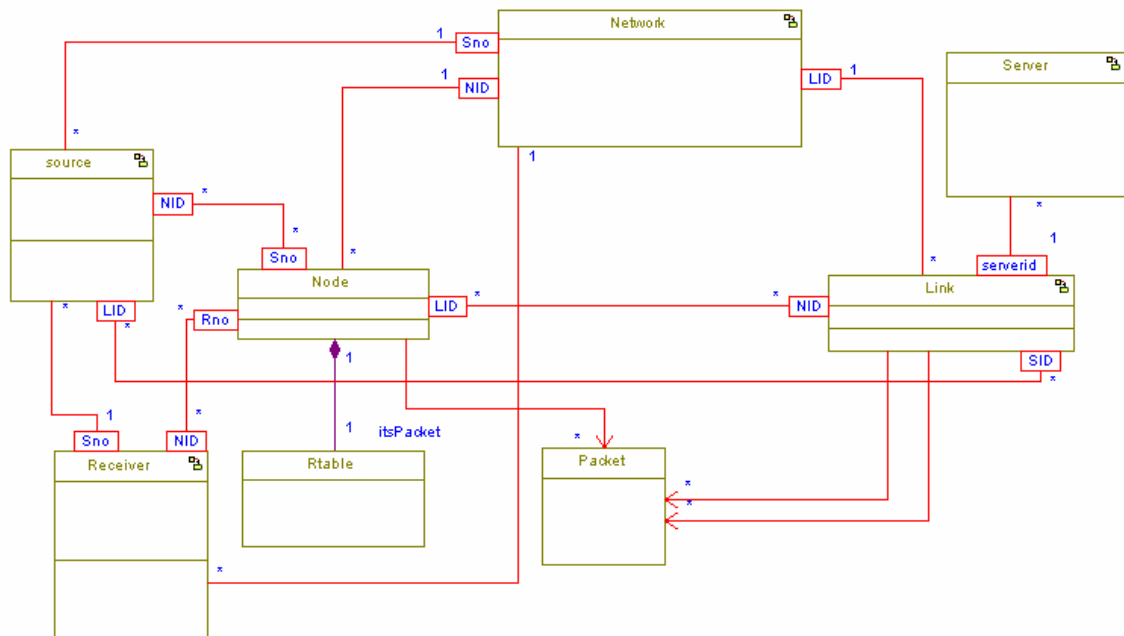 Network
1
Sno
1
NID
LID
1
Server
*
1
source
*
NID
*
*
Sno
*
Node
LID
*
*
NID
*
*
1
serverid
Link
SID
*
*
LID
*
*
Rno
1
1
Sno
*
NID
1
itsPacket
*
Receiver
Rtable
Packet
*
*
*